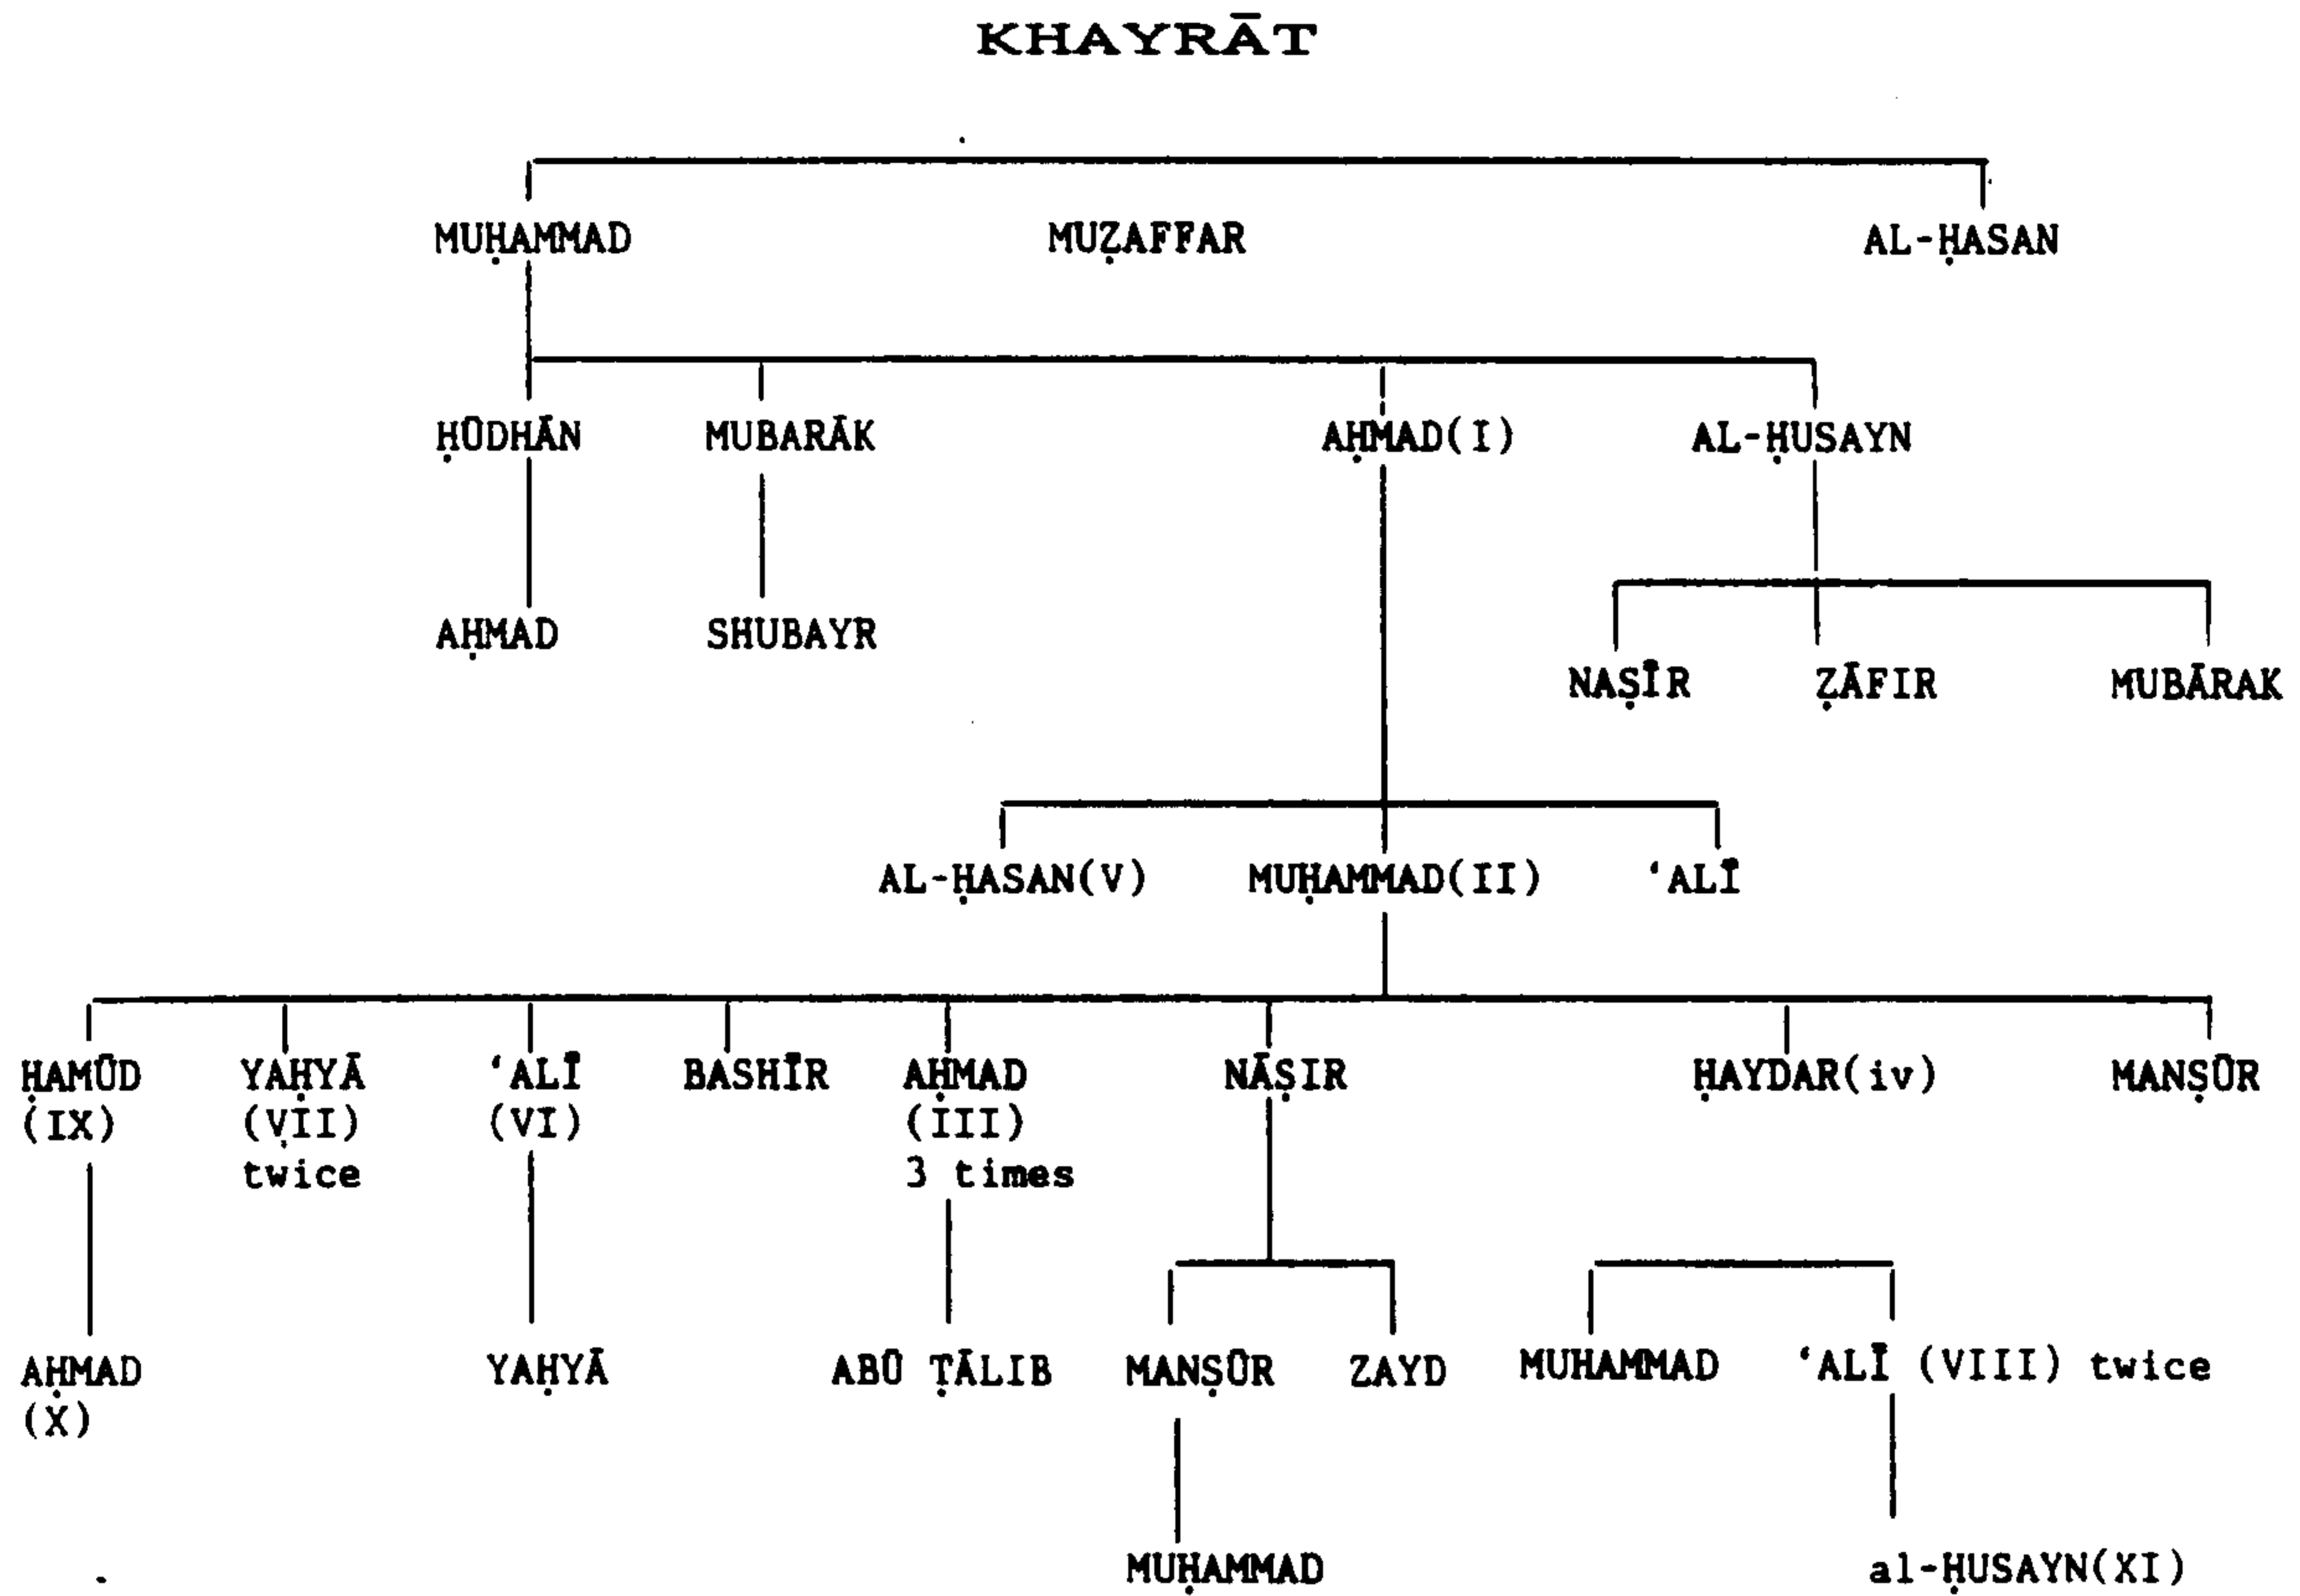 KHAYRĀT
MUḤAMMAD MUẒAFFAR AL-ḤASAN
ḤŪDHĀN MUBARĀK AḤMAD(I) AL-ḤUSAYN
AḤMAD SHUBAYR
NAṢĪR ẒĀFIR MUBĀRAK
AL-ḤASAN(V) MUḤAMMAD(II) ‘ALĪ
ḤAMŪD YAḤYĀ ‘ALĪ BASHĪR AḤMAD NĀṢIR ḤAYDAR(iv) MANṢŪR
(IX) (VII) (VI) (III)
twice 3 times
AḤMAD YAḤYĀ ABŪ ṬĀLIB MANṢŪR ZAYD MUHAMMAD ‘ALĪ (VIII) twice
(X)
MUḤAMMAD al-ḤUSAYN(XI)